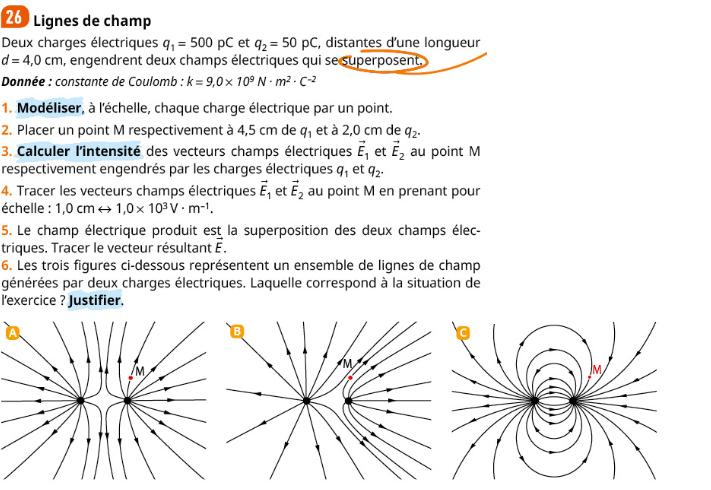 26 Lignes de champ
Deux charges électriques q₁ = 500 pC et q₂ = 50 pC, distantes d'une longueur
d = 4,0 cm, engendrent deux champs électriques qui se superposent.
Donnée : constante de Coulomb : k = 9,0 × 10⁹ N · m² · C⁻²
1. Modéliser, à l'échelle, chaque charge électrique par un point.
2. Placer un point M respectivement à 4,5 cm de q₁ et à 2,0 cm de q₂.
3. Calculer l'intensité des vecteurs champs électriques E⃗₁ et E⃗₂ au point M
respectivement engendrés par les charges électriques q₁ et q₂.
4. Tracer les vecteurs champs électriques E⃗₁ et E⃗₂ au point M en prenant pour
échelle : 1,0 cm ↔ 1,0 × 10³ V · m⁻¹.
5. Le champ électrique produit est la superposition des deux champs élec-
triques. Tracer le vecteur résultant E⃗.
6. Les trois figures ci-dessous représentent un ensemble de lignes de champ
générées par deux charges électriques. Laquelle correspond à la situation de
l'exercice ? Justifier.
A B C
M M M